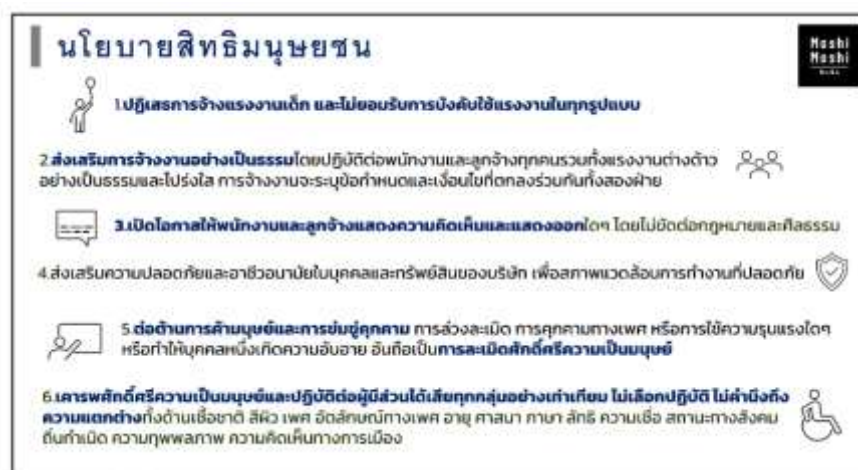 นโยบายสิทธิมนุษยชน
Moshi
Moshi
1.ปฏิเสธการจ้างแรงงานเด็ก และไม่ยอมรับการบังคับใช้แรงงานในทุกรูปแบบ
2.ส่งเสริมการจ้างงานอย่างเป็นธรรมโดยปฏิบัติต่อพนักงานและลูกจ้างทุกคนรวมทั้งแรงงานต่างด้าว
อย่างเป็นธรรมและโปร่งใส การจ้างงานจะระบุข้อกำหนดและเงื่อนไขที่ตกลงร่วมกันทั้งสองฝ่าย
3.เปิดโอกาสให้พนักงานและลูกจ้างแสดงความคิดเห็นและแสดงออกใดๆ โดยไม่ขัดต่อกฎหมายและศีลธรรม
4.ส่งเสริมความปลอดภัยและอาชีวอนามัยในบุคคลและทรัพย์สินของบริษัท เพื่อสภาพแวดล้อมการทำงานที่ปลอดภัย
5.ต่อต้านการค้ามนุษย์และการข่มขู่คุกคาม การล่วงละเมิด การคุกคามทางเพศ หรือการใช้ความรุนแรงใดๆ
หรือทำให้บุคคลหนึ่งเกิดความอับอาย อันถือเป็นการละเมิดศักดิ์ศรีความเป็นมนุษย์
6.เคารพศักดิ์ศรีความเป็นมนุษย์และปฏิบัติต่อผู้มีส่วนได้เสียทุกกลุ่มอย่างเท่าเทียม ไม่เลือกปฏิบัติ ไม่คำนึงถึง
ความแตกต่างทั้งด้านเชื้อชาติ สีผิว เพศ อัตลักษณ์ทางเพศ อายุ ศาสนา ภาษา ลัทธิ ความเชื่อ สถานะทางสังคม
ถิ่นกำเนิด ความทุพพลภาพ ความคิดเห็นทางการเมือง